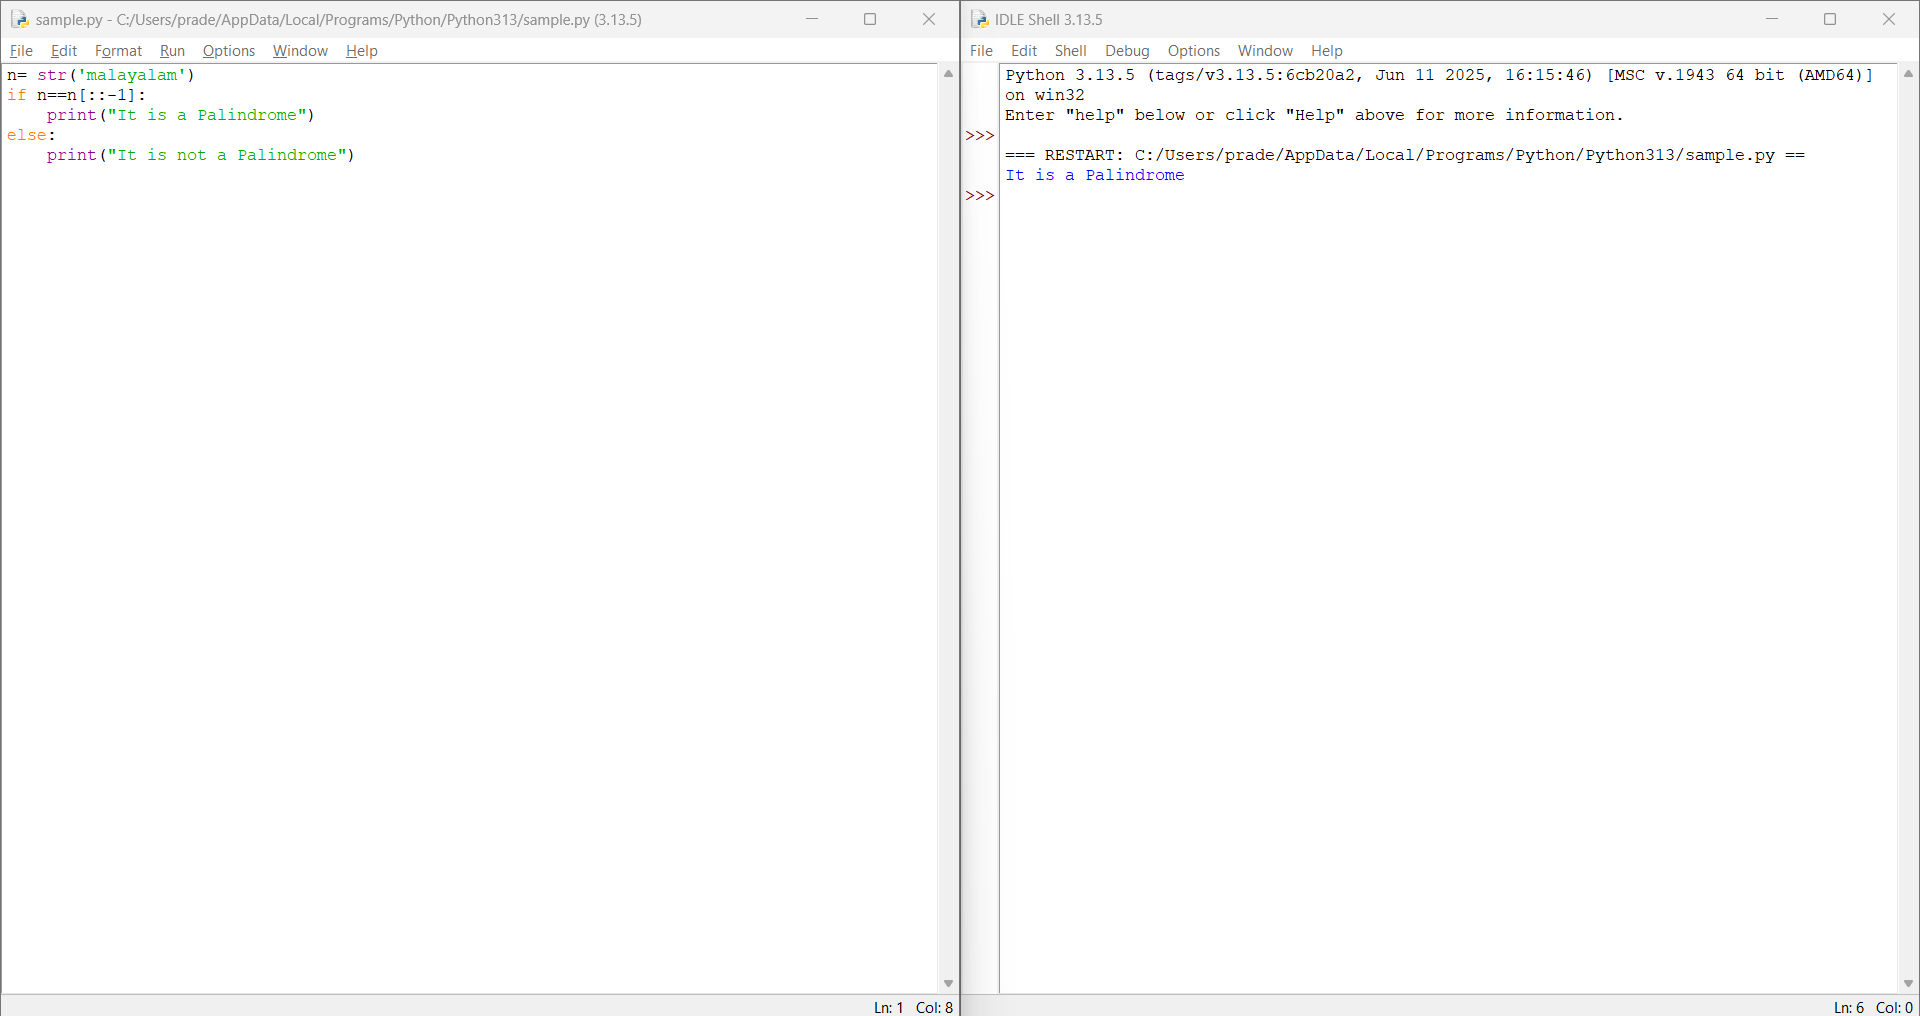 sample.py - C:/Users/prade/AppData/Local/Programs/Python/Python313/sample.py (3.13.5)
File Edit Format Run Options Window Help
n= str('malayalam')
if n==n[::-1]:
    print("It is a Palindrome")
else:
    print("It is not a Palindrome")
Ln: 1 Col: 8
IDLE Shell 3.13.5
File Edit Shell Debug Options Window Help
Python 3.13.5 (tags/v3.13.5:6cb20a2, Jun 11 2025, 16:15:46) [MSC v.1943 64 bit (AMD64)]
on win32
Enter "help" below or click "Help" above for more information.
>>>
=== RESTART: C:/Users/prade/AppData/Local/Programs/Python/Python313/sample.py ==
It is a Palindrome
>>>
Ln: 6 Col: 0